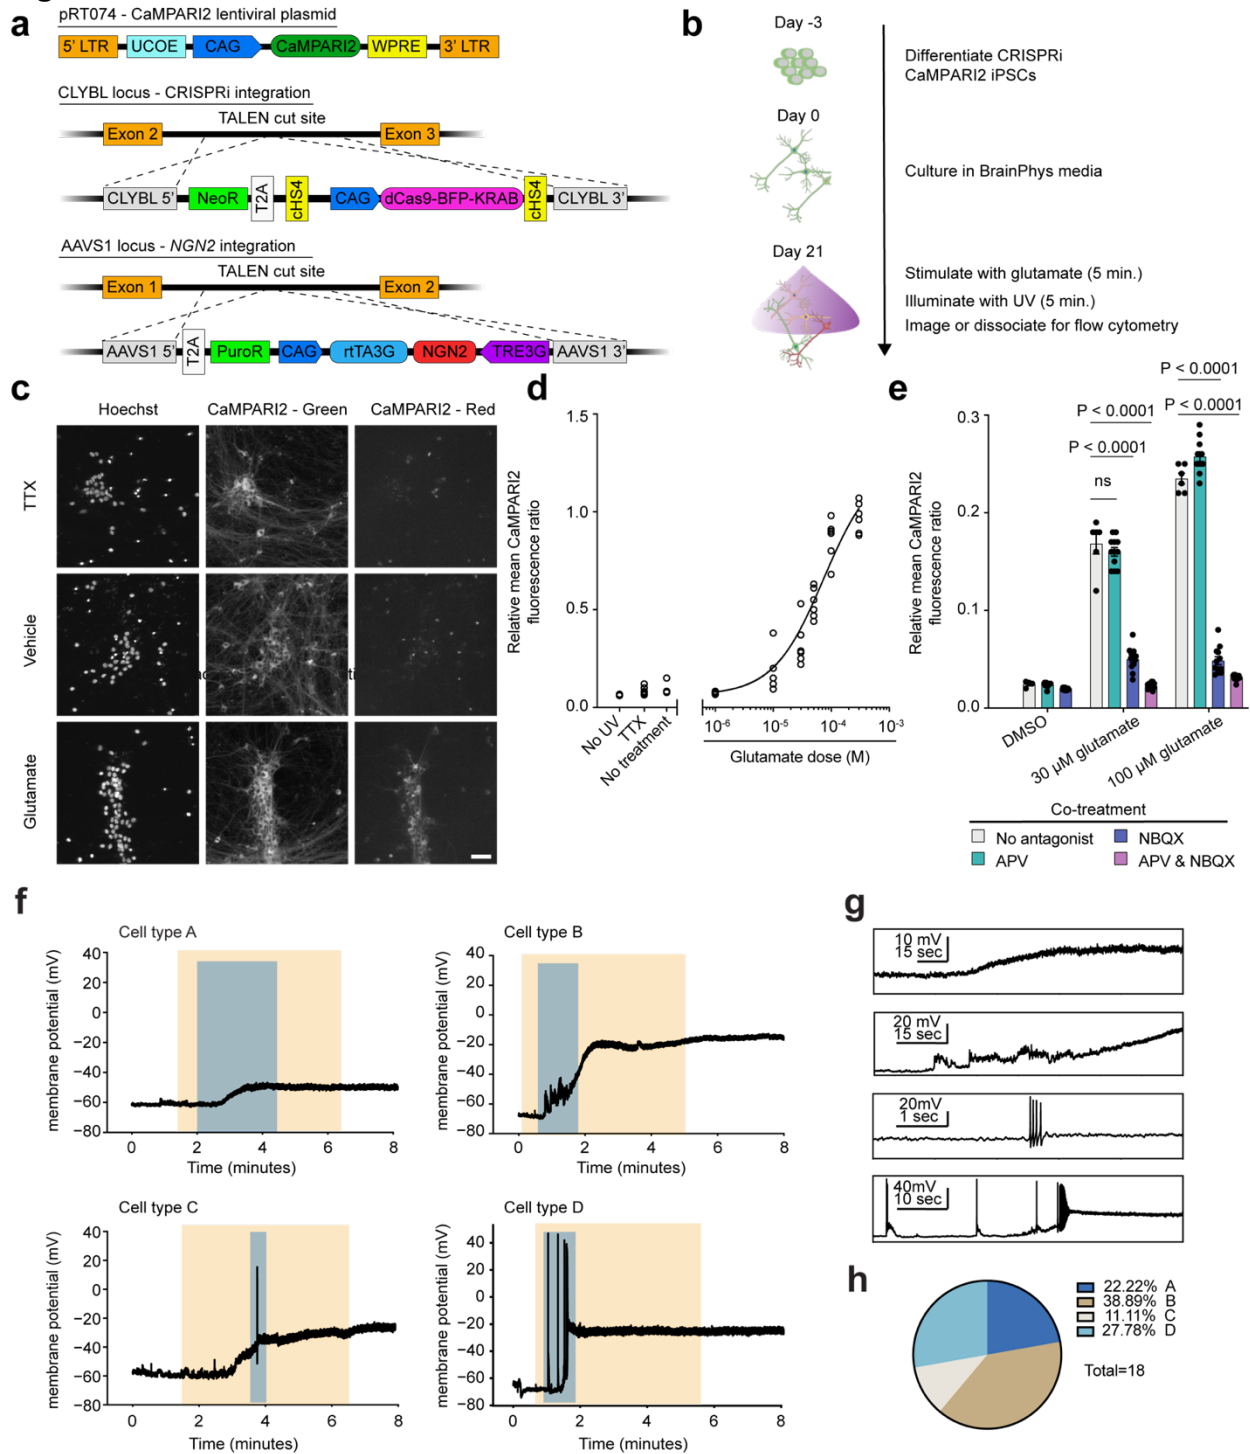 a
pRT074 - CaMPARI2 lentiviral plasmid
5' LTR UCOE CAG CaMPARI2 WPRE 3' LTR
CLYBL locus - CRISPRi integration
TALEN cut site
Exon 2 Exon 3
CLYBL 5' NeoR T2A cHS4 CAG dCas9-BFP-KRAB cHS4 CLYBL 3'
AAVS1 locus - NGN2 integration
TALEN cut site
Exon 1 Exon 2
AAVS1 5' T2A PuroR CAG rtTA3G NGN2 TRE3G AAVS1 3'
b
Day -3
Differentiate CRISPRi
CaMPARI2 iPSCs
Day 0
Culture in BrainPhys media
Day 21
Stimulate with glutamate (5 min.)
Illuminate with UV (5 min.)
Image or dissociate for flow cytometry
c
Hoechst CaMPARI2 - Green CaMPARI2 - Red
TTX
Vehicle
Glutamate
d
Relative mean CaMPARI2
fluorescence ratio
1.5
1.0
0.5
0.0
No UV
TTX
No treatment
10-6 10-5 10-4 10-3
Glutamate dose (M)
e
P < 0.0001
P < 0.0001
P < 0.0001
P < 0.0001
ns
Relative mean CaMPARI2
fluorescence ratio
0.3
0.2
0.1
0.0
DMSO
30 µM glutamate
100 µM glutamate
Co-treatment
No antagonist NBQX
APV APV & NBQX
f
Cell type A
membrane potential (mV)
40
20
0
−20
−40
−60
−80
0 2 4 6 8
Time (minutes)
Cell type B
membrane potential (mV)
40
20
0
−20
−40
−60
−80
0 2 4 6 8
Time (minutes)
Cell type C
membrane potential (mV)
40
20
0
−20
−40
−60
−80
0 2 4 6 8
Time (minutes)
Cell type D
membrane potential (mV)
40
20
0
−20
−40
−60
−80
0 2 4 6 8
Time (minutes)
g
10 mV
15 sec
20 mV
15 sec
20mV
1 sec
40mV
10 sec
h
22.22% A
38.89% B
11.11% C
27.78% D
Total=18